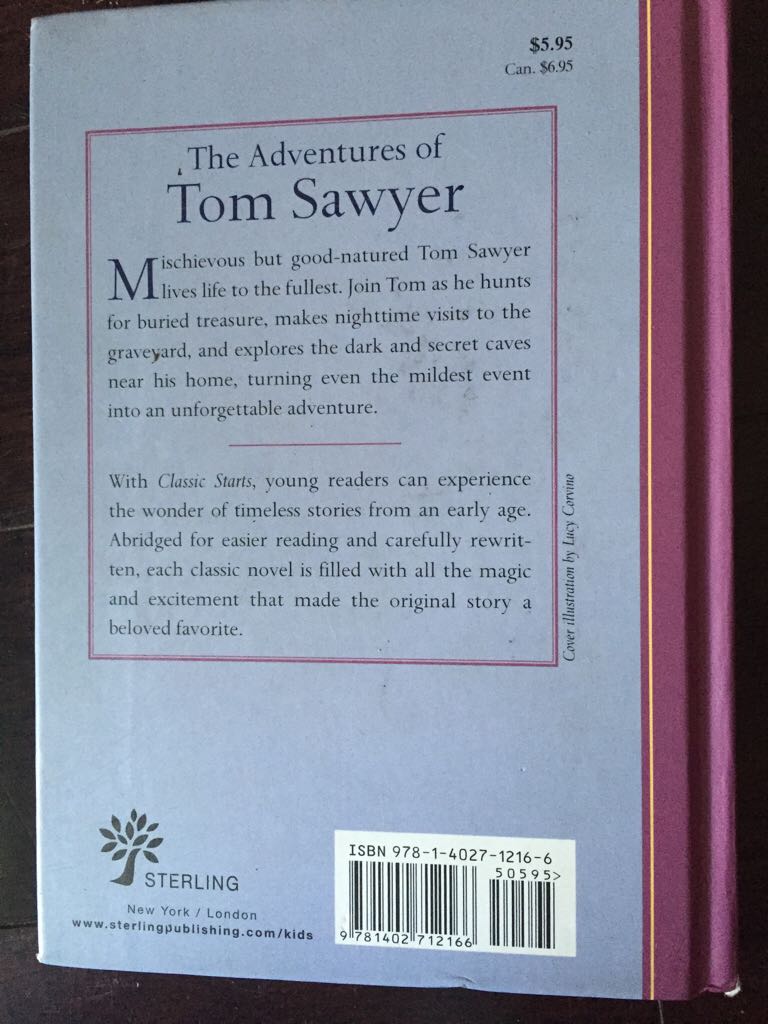 $5.95
Can. $6.95
The Adventures of
Tom Sawyer
Mischievous but good-natured Tom Sawyer
lives life to the fullest. Join Tom as he hunts
for buried treasure, makes nighttime visits to the
graveyard, and explores the dark and secret caves
near his home, turning even the mildest event
into an unforgettable adventure.
With Classic Starts, young readers can experience
the wonder of timeless stories from an early age.
Abridged for easier reading and carefully rewrit-
ten, each classic novel is filled with all the magic
and excitement that made the original story a
beloved favorite.
Cover illustration by Lucy Corvino
STERLING
New York / London
www.sterlingpublishing.com/kids
ISBN 978-1-4027-1216-6
50595>
9 781402 712166